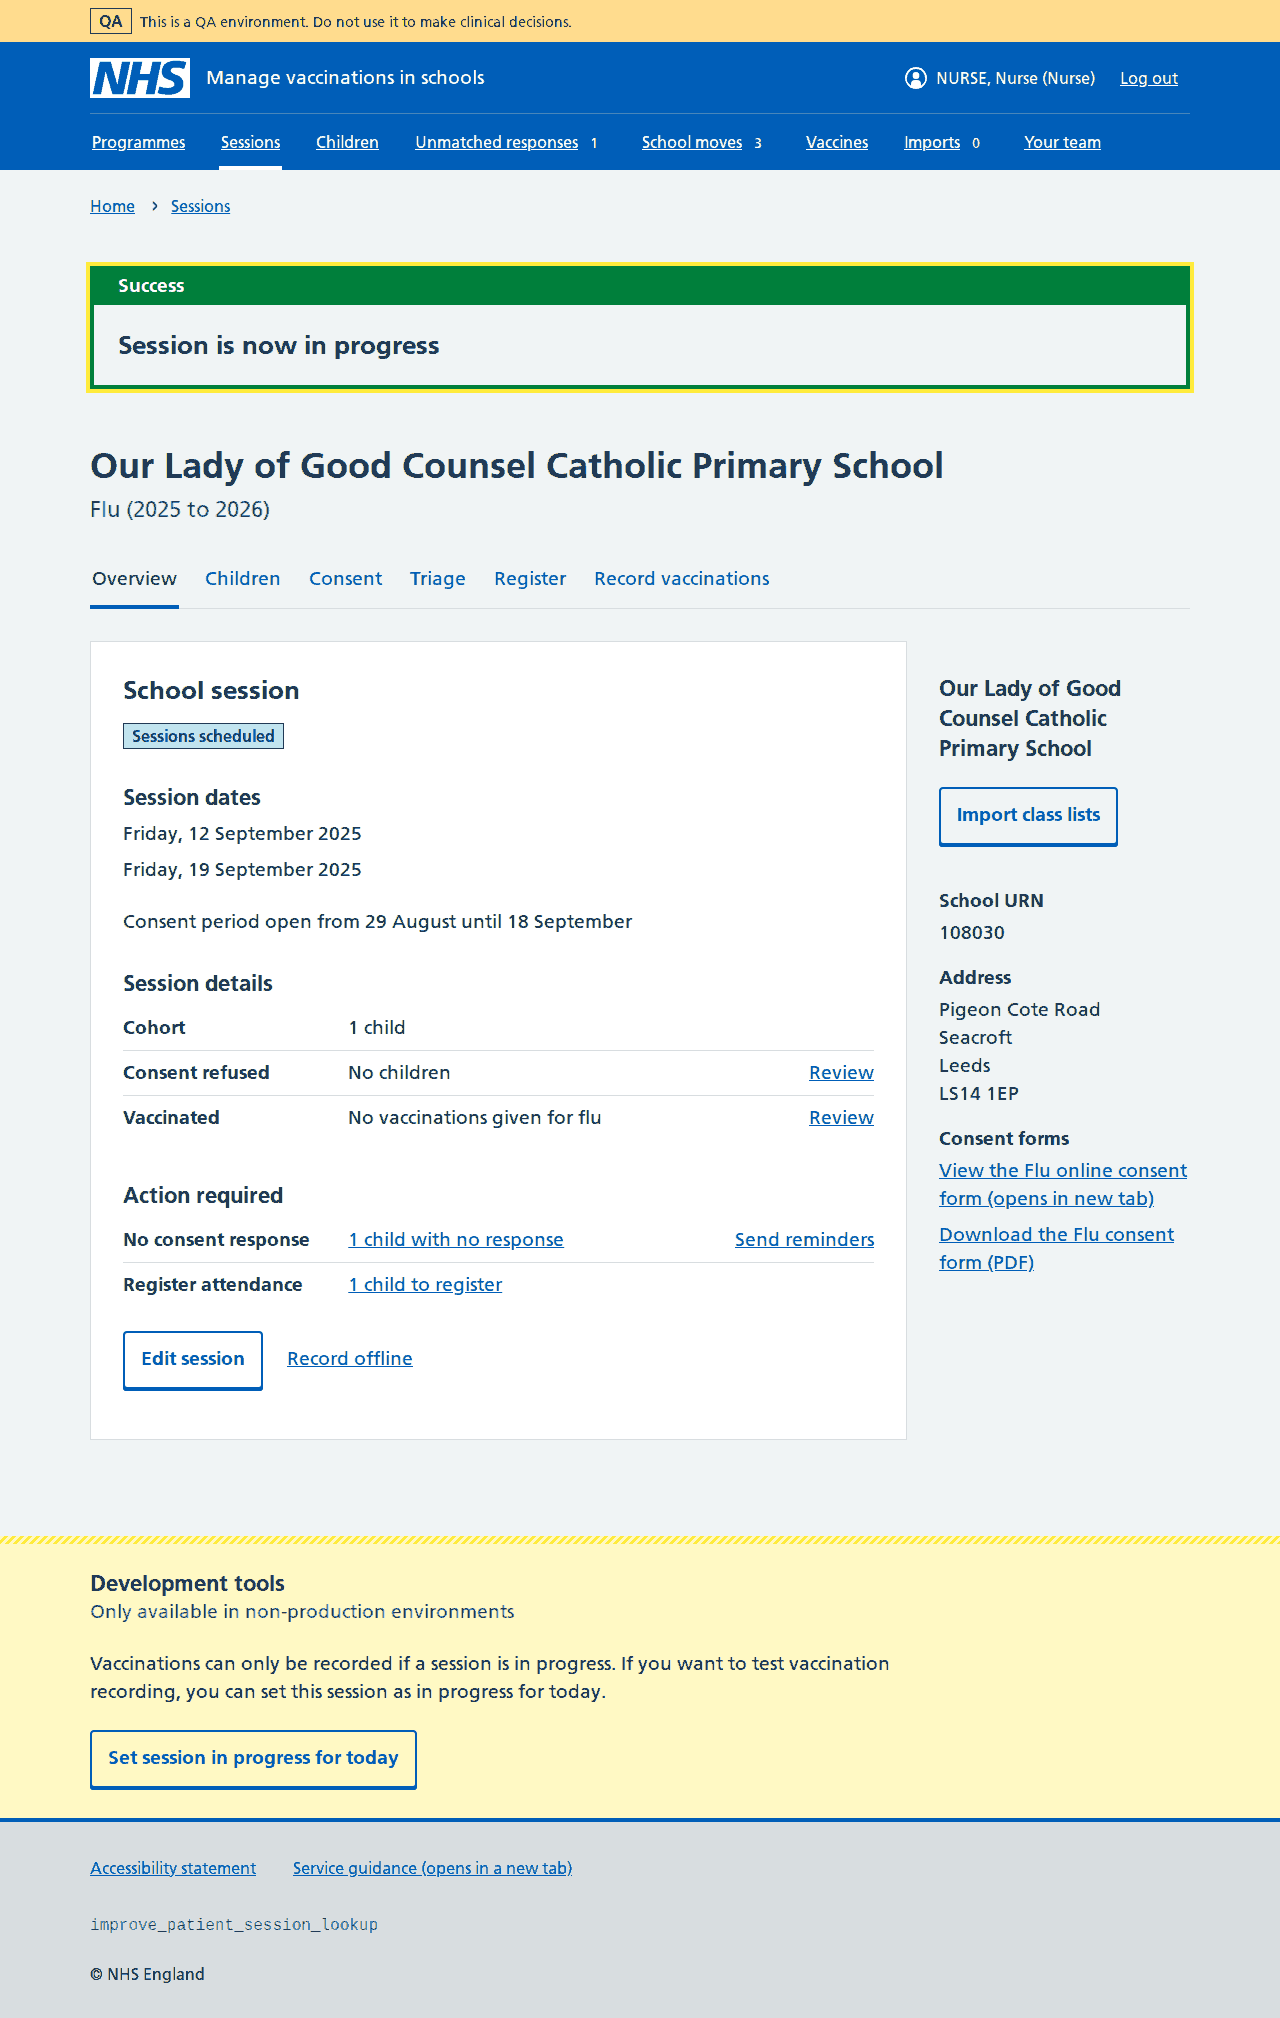 QA This is a QA environment. Do not use it to make clinical decisions.
NHS Manage vaccinations in schools NURSE, Nurse (Nurse) Log out
Programmes Sessions Children Unmatched responses 1 School moves 3 Vaccines Imports 0 Your team
Home › Sessions
Success
Session is now in progress
Our Lady of Good Counsel Catholic Primary School
Flu (2025 to 2026)
Overview Children Consent Triage Register Record vaccinations
School session
Sessions scheduled
Session dates
Friday, 12 September 2025
Friday, 19 September 2025
Consent period open from 29 August until 18 September
Session details
Cohort 1 child
Consent refused No children Review
Vaccinated No vaccinations given for flu Review
Action required
No consent response 1 child with no response Send reminders
Register attendance 1 child to register
Edit session Record offline
Our Lady of Good
Counsel Catholic
Primary School
Import class lists
School URN
108030
Address
Pigeon Cote Road
Seacroft
Leeds
LS14 1EP
Consent forms
View the Flu online consent
form (opens in new tab)
Download the Flu consent
form (PDF)
Development tools
Only available in non-production environments
Vaccinations can only be recorded if a session is in progress. If you want to test vaccination
recording, you can set this session as in progress for today.
Set session in progress for today
Accessibility statement Service guidance (opens in a new tab)
improve_patient_session_lookup
© NHS England